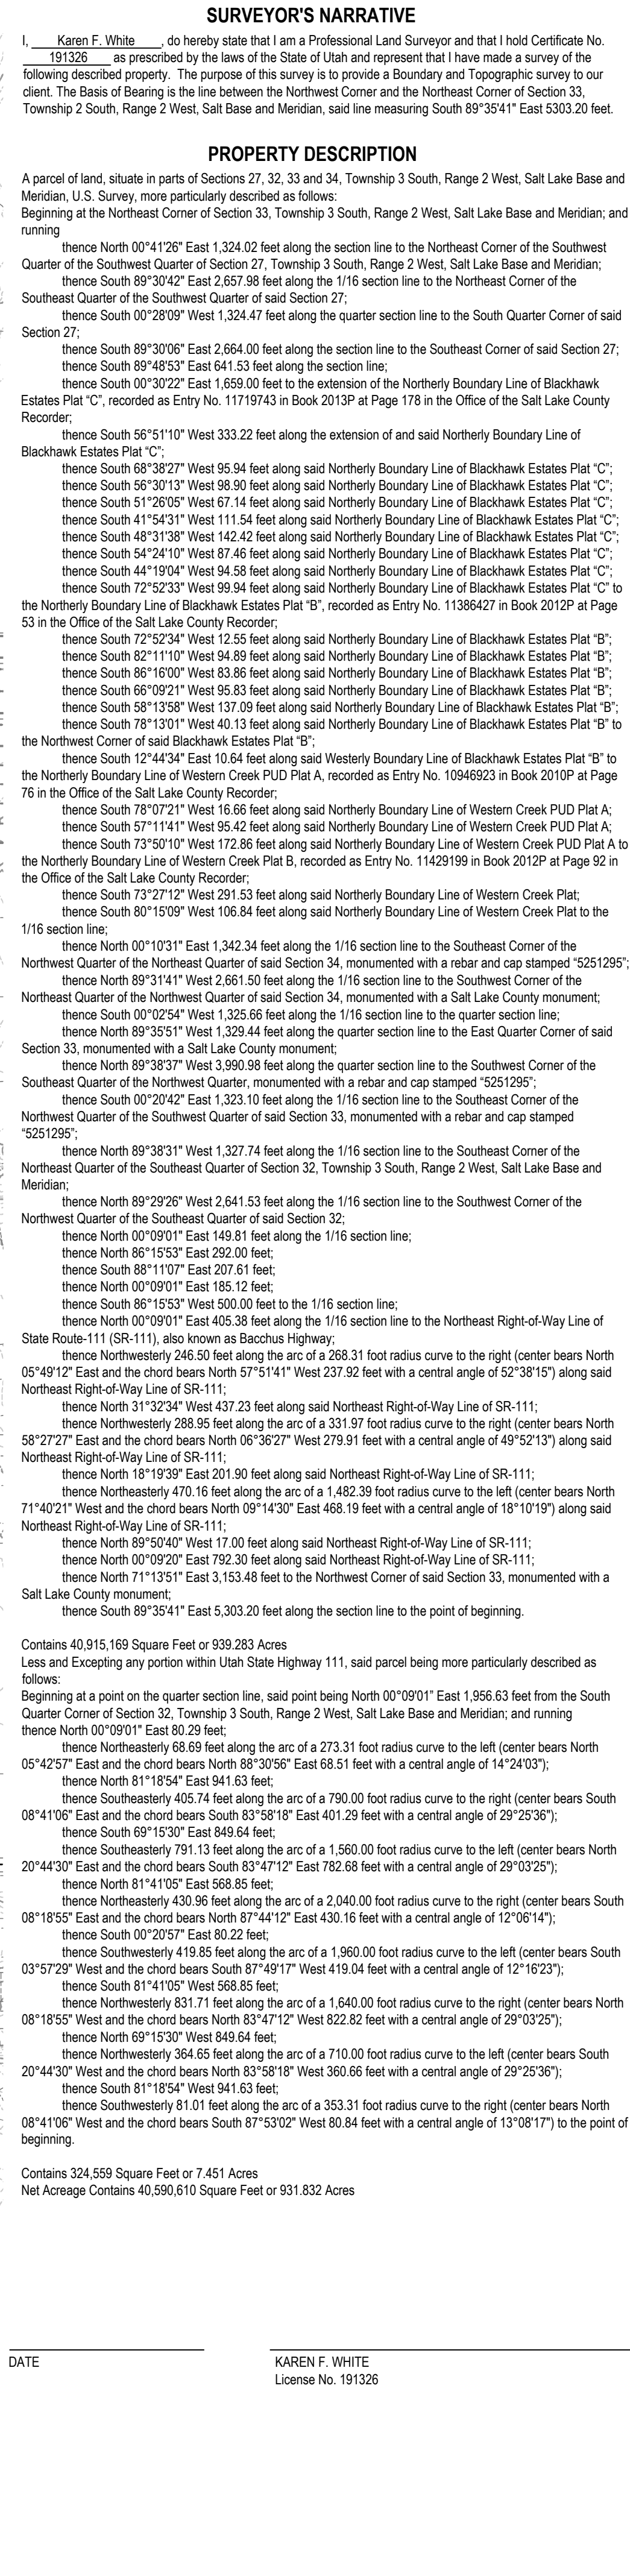 SURVEYOR'S NARRATIVE
I, Karen F. White, do hereby state that I am a Professional Land Surveyor and that I hold Certificate No.
191326 as prescribed by the laws of the State of Utah and represent that I have made a survey of the
following described property. The purpose of this survey is to provide a Boundary and Topographic survey to our
client. The Basis of Bearing is the line between the Northwest Corner and the Northeast Corner of Section 33,
Township 2 South, Range 2 West, Salt Base and Meridian, said line measuring South 89°35'41" East 5303.20 feet.
PROPERTY DESCRIPTION
A parcel of land, situate in parts of Sections 27, 32, 33 and 34, Township 3 South, Range 2 West, Salt Lake Base and
Meridian, U.S. Survey, more particularly described as follows:
Beginning at the Northeast Corner of Section 33, Township 3 South, Range 2 West, Salt Lake Base and Meridian; and
running
thence North 00°41'26" East 1,324.02 feet along the section line to the Northeast Corner of the Southwest
Quarter of the Southwest Quarter of Section 27, Township 3 South, Range 2 West, Salt Lake Base and Meridian;
thence South 89°30'42" East 2,657.98 feet along the 1/16 section line to the Northeast Corner of the
Southeast Quarter of the Southwest Quarter of said Section 27;
thence South 00°28'09" West 1,324.47 feet along the quarter section line to the South Quarter Corner of said
Section 27;
thence South 89°30'06" East 2,664.00 feet along the section line to the Southeast Corner of said Section 27;
thence South 89°48'53" East 641.53 feet along the section line;
thence South 00°30'22" East 1,659.00 feet to the extension of the Northerly Boundary Line of Blackhawk
Estates Plat “C”, recorded as Entry No. 11719743 in Book 2013P at Page 178 in the Office of the Salt Lake County
Recorder;
thence South 56°51'10" West 333.22 feet along the extension of and said Northerly Boundary Line of
Blackhawk Estates Plat “C”;
thence South 68°38'27" West 95.94 feet along said Northerly Boundary Line of Blackhawk Estates Plat “C”;
thence South 56°30'13" West 98.90 feet along said Northerly Boundary Line of Blackhawk Estates Plat “C”;
thence South 51°26'05" West 67.14 feet along said Northerly Boundary Line of Blackhawk Estates Plat “C”;
thence South 41°54'31" West 111.54 feet along said Northerly Boundary Line of Blackhawk Estates Plat “C”;
thence South 48°31'38" West 142.42 feet along said Northerly Boundary Line of Blackhawk Estates Plat “C”;
thence South 54°24'10" West 87.46 feet along said Northerly Boundary Line of Blackhawk Estates Plat “C”;
thence South 44°19'04" West 94.58 feet along said Northerly Boundary Line of Blackhawk Estates Plat “C”;
thence South 72°52'33" West 99.94 feet along said Northerly Boundary Line of Blackhawk Estates Plat “C” to
the Northerly Boundary Line of Blackhawk Estates Plat “B”, recorded as Entry No. 11386427 in Book 2012P at Page
53 in the Office of the Salt Lake County Recorder;
thence South 72°52'34" West 12.55 feet along said Northerly Boundary Line of Blackhawk Estates Plat “B”;
thence South 82°11'10" West 94.89 feet along said Northerly Boundary Line of Blackhawk Estates Plat “B”;
thence South 86°16'00" West 83.86 feet along said Northerly Boundary Line of Blackhawk Estates Plat “B”;
thence South 66°09'21" West 95.83 feet along said Northerly Boundary Line of Blackhawk Estates Plat “B”;
thence South 58°13'58" West 137.09 feet along said Northerly Boundary Line of Blackhawk Estates Plat “B”;
thence South 78°13'01" West 40.13 feet along said Northerly Boundary Line of Blackhawk Estates Plat “B” to
the Northwest Corner of said Blackhawk Estates Plat “B”;
thence South 12°44'34" East 10.64 feet along said Westerly Boundary Line of Blackhawk Estates Plat “B” to
the Northerly Boundary Line of Western Creek PUD Plat A, recorded as Entry No. 10946923 in Book 2010P at Page
76 in the Office of the Salt Lake County Recorder;
thence South 78°07'21" West 16.66 feet along said Northerly Boundary Line of Western Creek PUD Plat A;
thence South 57°11'41" West 95.42 feet along said Northerly Boundary Line of Western Creek PUD Plat A;
thence South 73°50'10" West 172.86 feet along said Northerly Boundary Line of Western Creek PUD Plat A to
the Northerly Boundary Line of Western Creek Plat B, recorded as Entry No. 11429199 in Book 2012P at Page 92 in
the Office of the Salt Lake County Recorder;
thence South 73°27'12" West 291.53 feet along said Northerly Boundary Line of Western Creek Plat;
thence South 80°15'09" West 106.84 feet along said Northerly Boundary Line of Western Creek Plat to the
1/16 section line;
thence North 00°10'31" East 1,342.34 feet along the 1/16 section line to the Southeast Corner of the
Northwest Quarter of the Northeast Quarter of said Section 34, monumented with a rebar and cap stamped “5251295”;
thence North 89°31'41" West 2,661.50 feet along the 1/16 section line to the Southwest Corner of the
Northeast Quarter of the Northwest Quarter of said Section 34, monumented with a Salt Lake County monument;
thence South 00°02'54" West 1,325.66 feet along the 1/16 section line to the quarter section line;
thence North 89°35'51" West 1,329.44 feet along the quarter section line to the East Quarter Corner of said
Section 33, monumented with a Salt Lake County monument;
thence North 89°38'37" West 3,990.98 feet along the quarter section line to the Southwest Corner of the
Southeast Quarter of the Northwest Quarter, monumented with a rebar and cap stamped “5251295”;
thence South 00°20'42" East 1,323.10 feet along the 1/16 section line to the Southeast Corner of the
Northwest Quarter of the Southwest Quarter of said Section 33, monumented with a rebar and cap stamped
“5251295”;
thence North 89°38'31" West 1,327.74 feet along the 1/16 section line to the Southeast Corner of the
Northeast Quarter of the Southeast Quarter of Section 32, Township 3 South, Range 2 West, Salt Lake Base and
Meridian;
thence North 89°29'26" West 2,641.53 feet along the 1/16 section line to the Southwest Corner of the
Northwest Quarter of the Southeast Quarter of said Section 32;
thence North 00°09'01" East 149.81 feet along the 1/16 section line;
thence North 86°15'53" East 292.00 feet;
thence South 88°11'07" East 207.61 feet;
thence North 00°09'01" East 185.12 feet;
thence South 86°15'53" West 500.00 feet to the 1/16 section line;
thence North 00°09'01" East 405.38 feet along the 1/16 section line to the Northeast Right-of-Way Line of
State Route-111 (SR-111), also known as Bacchus Highway;
thence Northwesterly 246.50 feet along the arc of a 268.31 foot radius curve to the right (center bears North
05°49'12" East and the chord bears North 57°51'41" West 237.92 feet with a central angle of 52°38'15") along said
Northeast Right-of-Way Line of SR-111;
thence North 31°32'34" West 437.23 feet along said Northeast Right-of-Way Line of SR-111;
thence Northwesterly 288.95 feet along the arc of a 331.97 foot radius curve to the right (center bears North
58°27'27" East and the chord bears North 06°36'27" West 279.91 feet with a central angle of 49°52'13") along said
Northeast Right-of-Way Line of SR-111;
thence North 18°19'39" East 201.90 feet along said Northeast Right-of-Way Line of SR-111;
thence Northeasterly 470.16 feet along the arc of a 1,482.39 foot radius curve to the left (center bears North
71°40'21" West and the chord bears North 09°14'30" East 468.19 feet with a central angle of 18°10'19") along said
Northeast Right-of-Way Line of SR-111;
thence North 89°50'40" West 17.00 feet along said Northeast Right-of-Way Line of SR-111;
thence North 00°09'20" East 792.30 feet along said Northeast Right-of-Way Line of SR-111;
thence North 71°13'51" East 3,153.48 feet to the Northwest Corner of said Section 33, monumented with a
Salt Lake County monument;
thence South 89°35'41" East 5,303.20 feet along the section line to the point of beginning.
Contains 40,915,169 Square Feet or 939.283 Acres
Less and Excepting any portion within Utah State Highway 111, said parcel being more particularly described as
follows:
Beginning at a point on the quarter section line, said point being North 00°09'01” East 1,956.63 feet from the South
Quarter Corner of Section 32, Township 3 South, Range 2 West, Salt Lake Base and Meridian; and running
thence North 00°09'01" East 80.29 feet;
thence Northeasterly 68.69 feet along the arc of a 273.31 foot radius curve to the left (center bears North
05°42'57" East and the chord bears North 88°30'56" East 68.51 feet with a central angle of 14°24'03");
thence North 81°18'54" East 941.63 feet;
thence Southeasterly 405.74 feet along the arc of a 790.00 foot radius curve to the right (center bears South
08°41'06" East and the chord bears South 83°58'18" East 401.29 feet with a central angle of 29°25'36");
thence South 69°15'30" East 849.64 feet;
thence Southeasterly 791.13 feet along the arc of a 1,560.00 foot radius curve to the left (center bears North
20°44'30" East and the chord bears South 83°47'12" East 782.68 feet with a central angle of 29°03'25");
thence North 81°41'05" East 568.85 feet;
thence Northeasterly 430.96 feet along the arc of a 2,040.00 foot radius curve to the right (center bears South
08°18'55" East and the chord bears North 87°44'12" East 430.16 feet with a central angle of 12°06'14");
thence South 00°20'57" East 80.22 feet;
thence Southwesterly 419.85 feet along the arc of a 1,960.00 foot radius curve to the left (center bears South
03°57'29" West and the chord bears South 87°49'17" West 419.04 feet with a central angle of 12°16'23");
thence South 81°41'05" West 568.85 feet;
thence Northwesterly 831.71 feet along the arc of a 1,640.00 foot radius curve to the right (center bears North
08°18'55" West and the chord bears North 83°47'12" West 822.82 feet with a central angle of 29°03'25");
thence North 69°15'30" West 849.64 feet;
thence Northwesterly 364.65 feet along the arc of a 710.00 foot radius curve to the left (center bears South
20°44'30" West and the chord bears North 83°58'18" West 360.66 feet with a central angle of 29°25'36");
thence South 81°18'54" West 941.63 feet;
thence Southwesterly 81.01 feet along the arc of a 353.31 foot radius curve to the right (center bears North
08°41'06" West and the chord bears South 87°53'02" West 80.84 feet with a central angle of 13°08'17") to the point of
beginning.
Contains 324,559 Square Feet or 7.451 Acres
Net Acreage Contains 40,590,610 Square Feet or 931.832 Acres
DATE
KAREN F. WHITE
License No. 191326